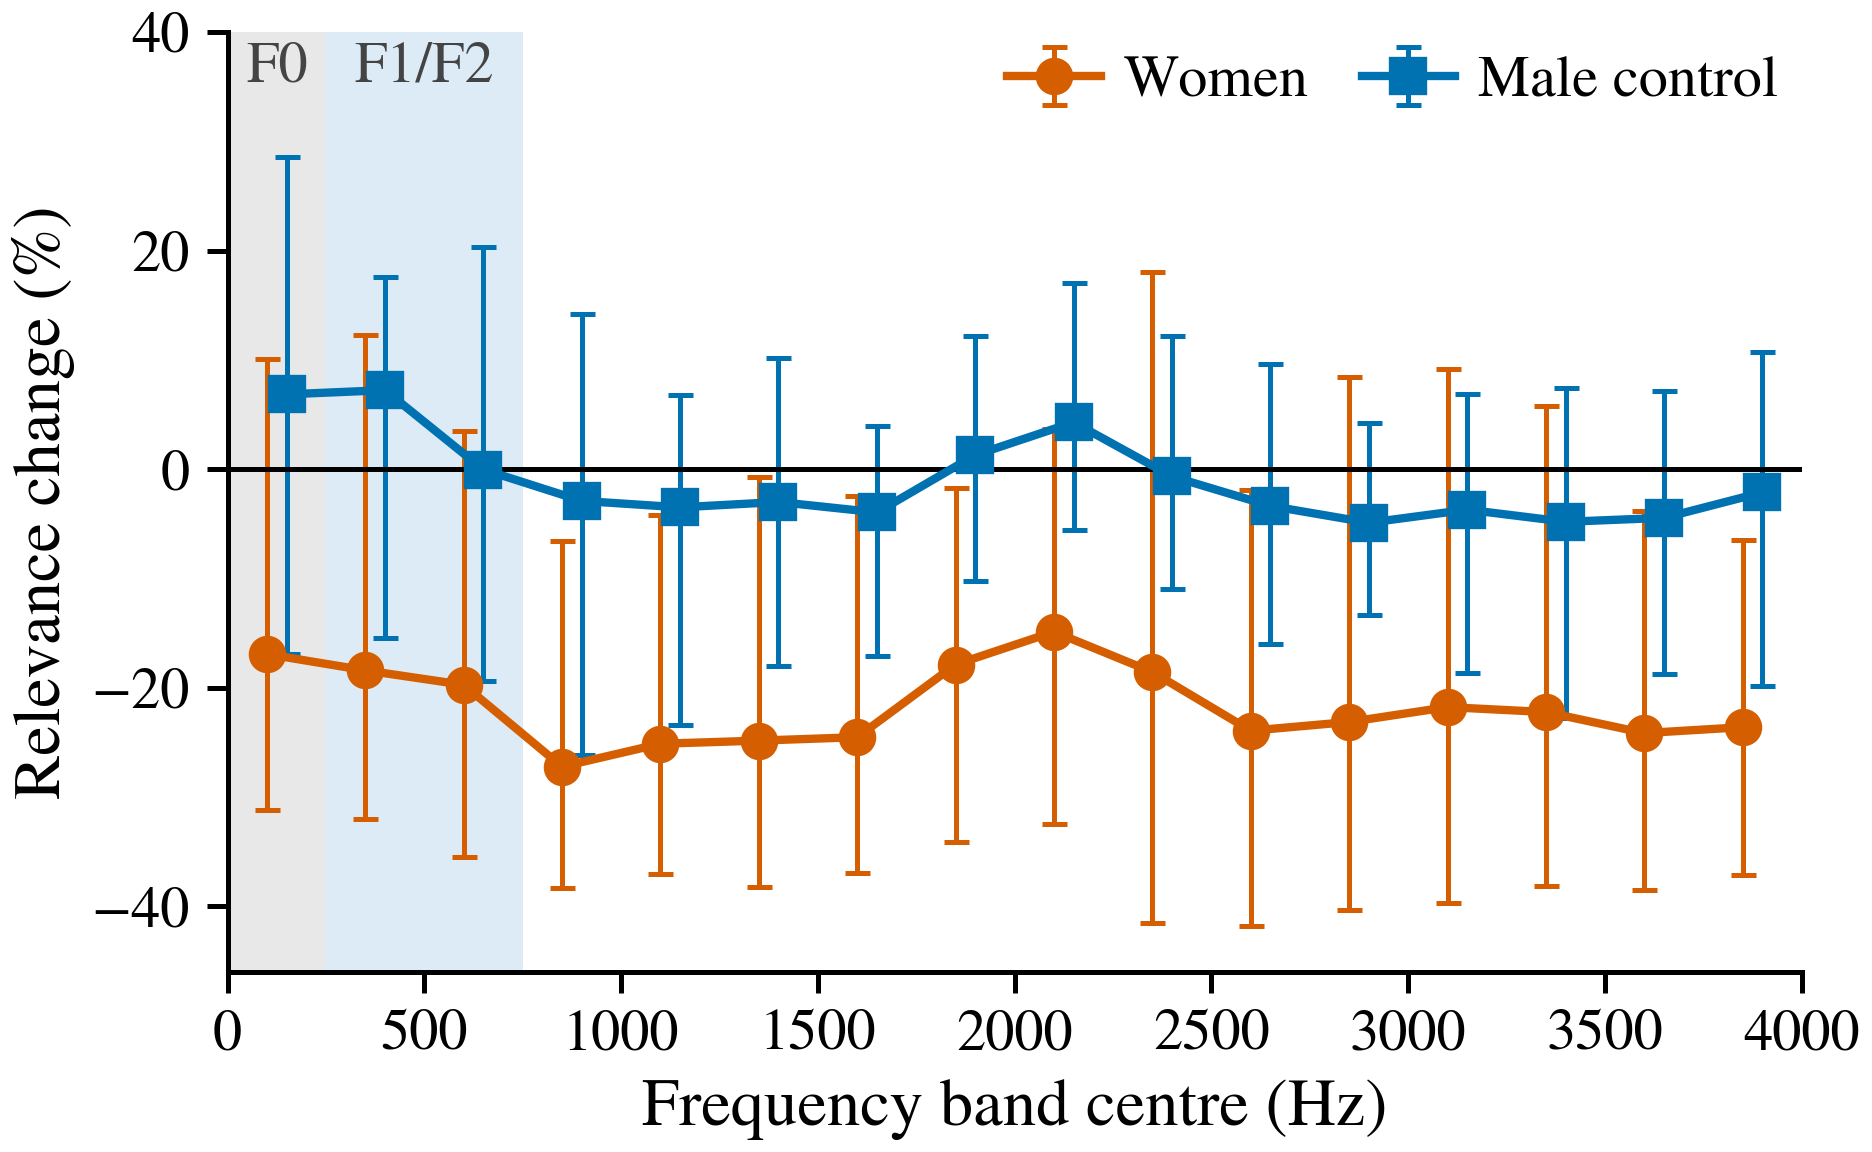 F0 F1/F2
Women Male control
Relevance change (%)
40
20
0
−20
−40
0 500 1000 1500 2000 2500 3000 3500 4000
Frequency band centre (Hz)